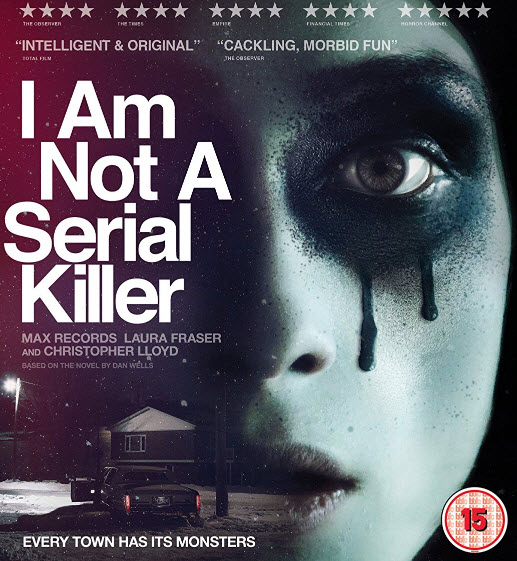 ★★★★ ★★★★ ★★★★ ★★★★ ★★★★★
THE OBSERVER THE TIMES EMPIRE FINANCIAL TIMES HORROR CHANNEL
“INTELLIGENT & ORIGINAL” “CACKLING, MORBID FUN”
TOTAL FILM THE OBSERVER
I Am
Not A
Serial
Killer
MAX RECORDS LAURA FRASER
AND CHRISTOPHER LLOYD
BASED ON THE NOVEL BY DAN WELLS
EVERY TOWN HAS ITS MONSTERS
15